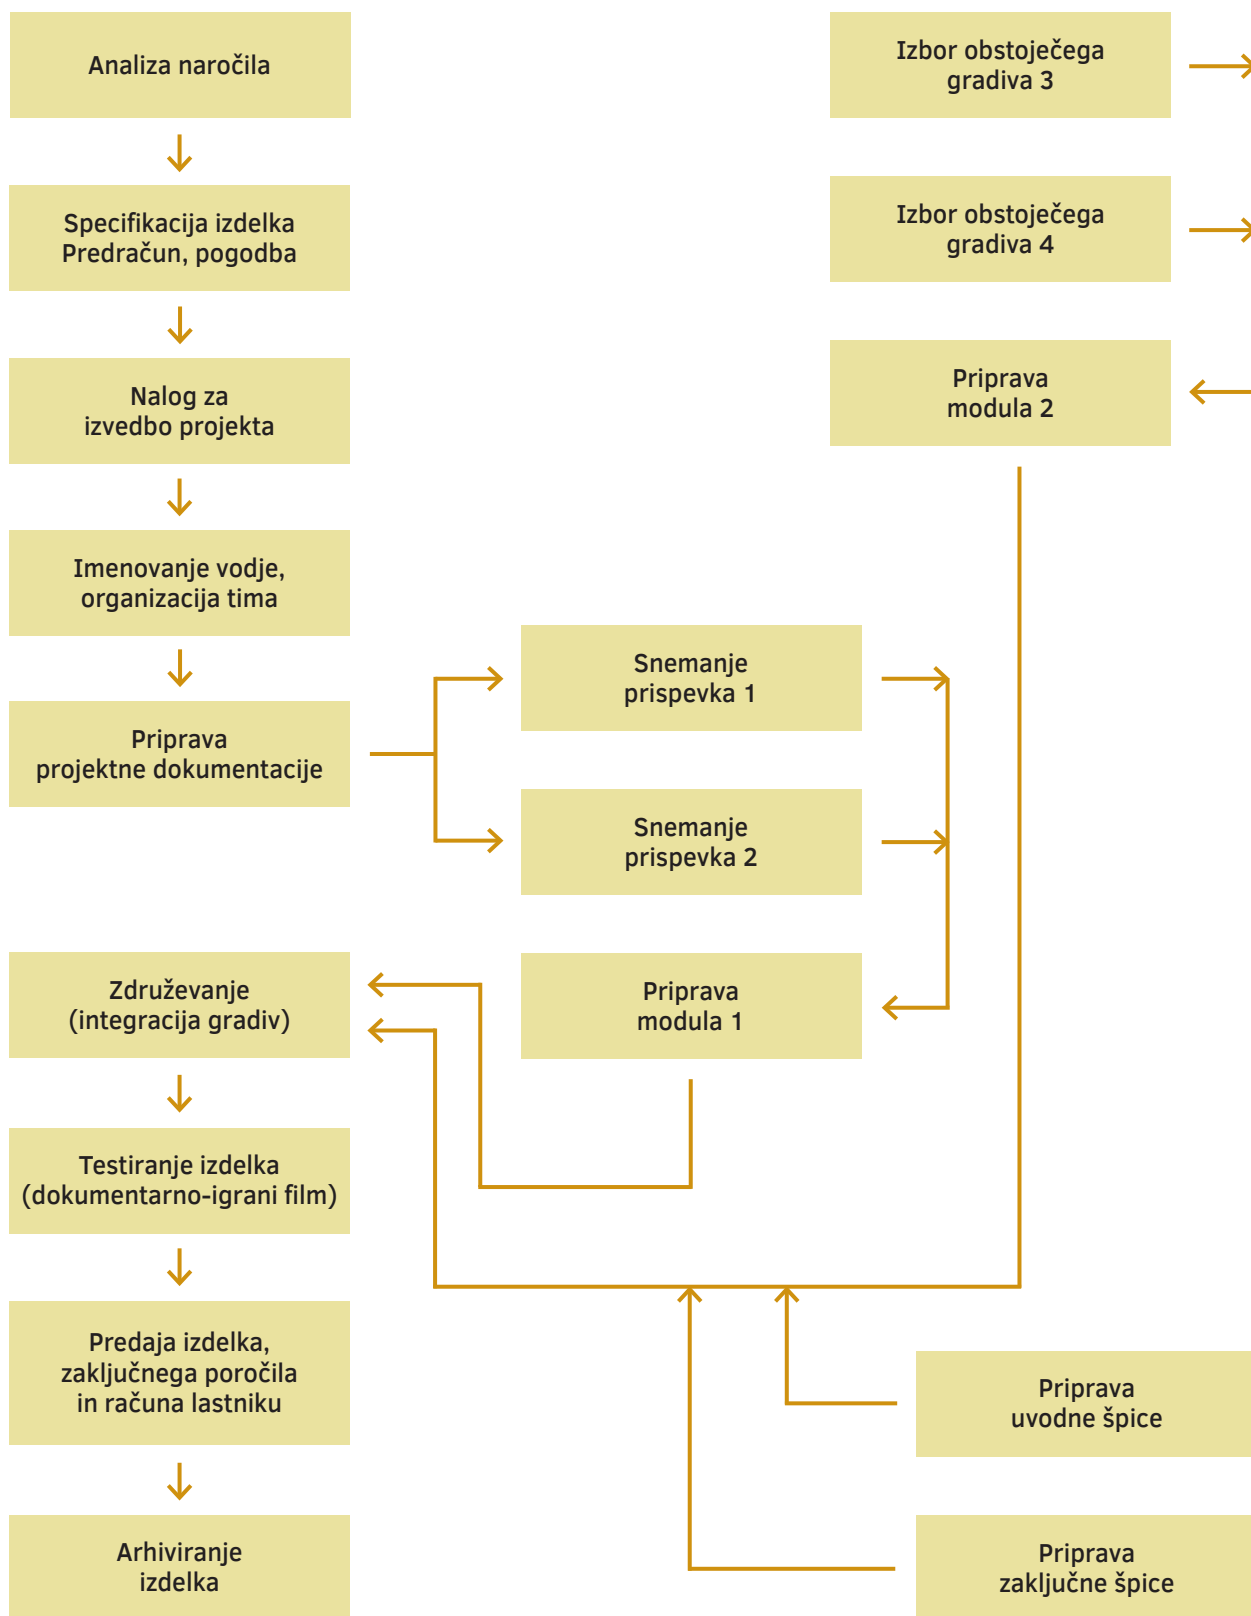 Analiza naročila
Specifikacija izdelka
Predračun, pogodba
Nalog za
izvedbo projekta
Imenovanje vodje,
organizacija tima
Priprava
projektne dokumentacije
Združevanje
(integracija gradiv)
Testiranje izdelka
(dokumentarno-igrani film)
Predaja izdelka,
zaključnega poročila
in računa lastniku
Arhiviranje
izdelka
Snemanje
prispevka 1
Snemanje
prispevka 2
Priprava
modula 1
Izbor obstoječega
gradiva 3
Izbor obstoječega
gradiva 4
Priprava
modula 2
Priprava
uvodne špice
Priprava
zaključne špice